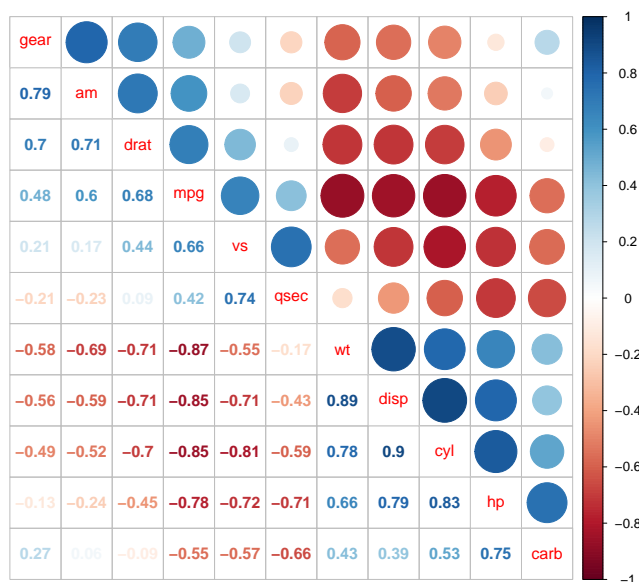 gear
0.79 am
0.7 0.71 drat
0.48 0.6 0.68 mpg
0.21 0.17 0.44 0.66 vs
−0.21 −0.23 0.09 0.42 0.74 qsec
−0.58 −0.69 −0.71 −0.87 −0.55 −0.17 wt
−0.56 −0.59 −0.71 −0.85 −0.71 −0.43 0.89 disp
−0.49 −0.52 −0.7 −0.85 −0.81 −0.59 0.78 0.9 cyl
−0.13 −0.24 −0.45 −0.78 −0.72 −0.71 0.66 0.79 0.83 hp
0.27 0.06 −0.09 −0.55 −0.57 −0.66 0.43 0.39 0.53 0.75 carb
1
0.8
0.6
0.4
0.2
0
−0.2
−0.4
−0.6
−0.8
−1